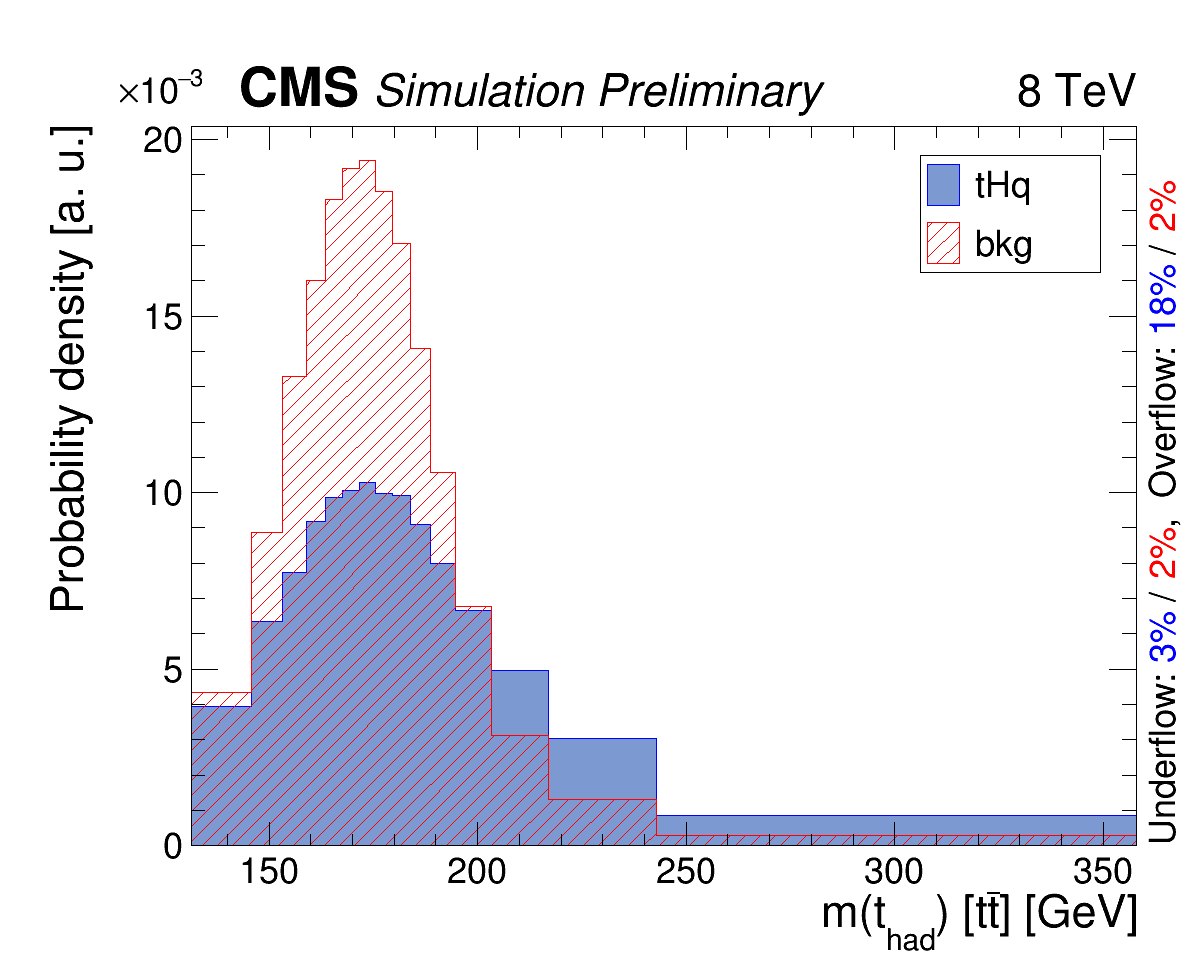 ×10⁻³ CMS Simulation Preliminary 8 TeV
Probability density [a. u.]
20
15
10
5
0
tHq
bkg
150 200 250 300 350
m(t_had) [tt̄] [GeV]
Underflow: 3% / 2%, Overflow: 18% / 2%